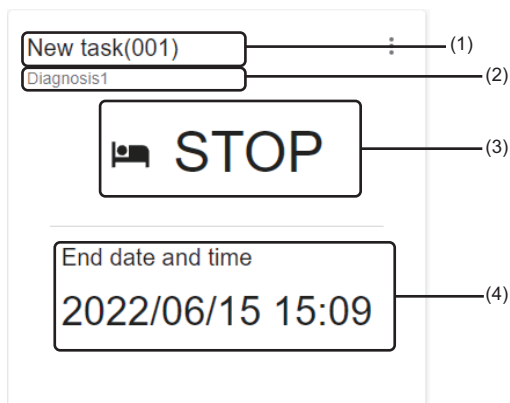 New task(001)
(1)
Diagnosis1
(2)
STOP
(3)
End date and time
2022/06/15 15:09
(4)